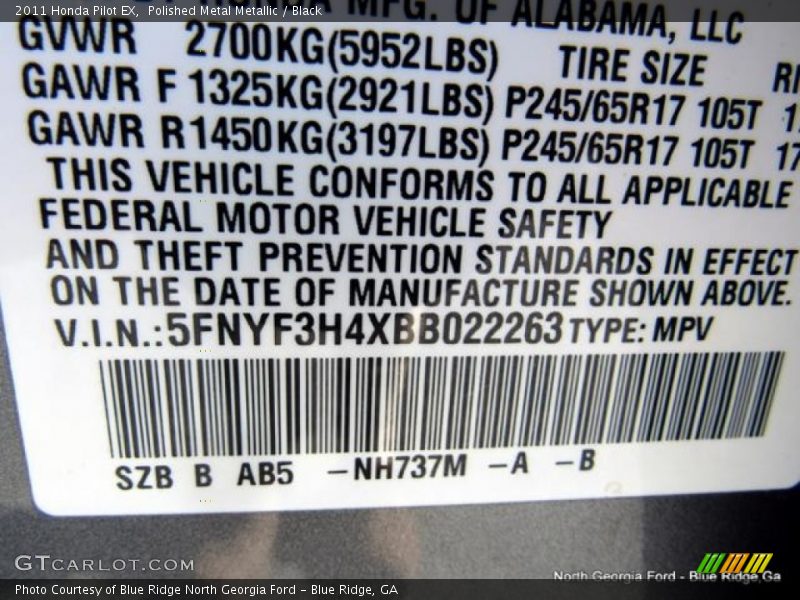 2011 Honda Pilot EX, Polished Metal Metallic / Black
MFG. OF ALABAMA, LLC
GVWR 2700KG(5952LBS) TIRE SIZE
GAWR F 1325KG(2921LBS) P245/65R17 105T
GAWR R1450KG(3197LBS) P245/65R17 105T 17
THIS VEHICLE CONFORMS TO ALL APPLICABLE
FEDERAL MOTOR VEHICLE SAFETY
AND THEFT PREVENTION STANDARDS IN EFFECT
ON THE DATE OF MANUFACTURE SHOWN ABOVE.
V.I.N.:5FNYF3H4XBB022263 TYPE: MPV
SZB B AB5 –NH737M –A –B
GTCARLOT.COM
North Georgia Ford - Blue Ridge, Ga
Photo Courtesy of Blue Ridge North Georgia Ford – Blue Ridge, GA